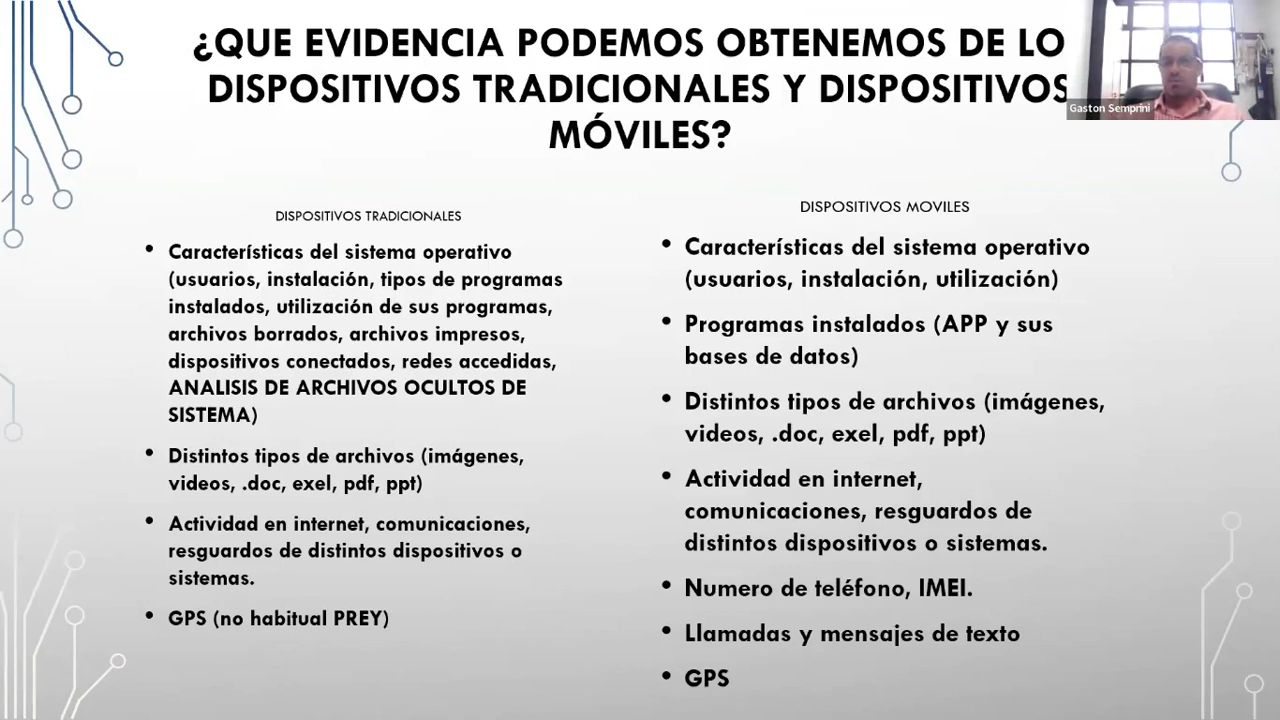 ¿QUE EVIDENCIA PODEMOS OBTENEMOS DE LO
DISPOSITIVOS TRADICIONALES Y DISPOSITIVOS
MÓVILES?
Gaston Semprini
DISPOSITIVOS TRADICIONALES
• Características del sistema operativo
(usuarios, instalación, tipos de programas
instalados, utilización de sus programas,
archivos borrados, archivos impresos,
dispositivos conectados, redes accedidas,
ANALISIS DE ARCHIVOS OCULTOS DE
SISTEMA)
• Distintos tipos de archivos (imágenes,
videos, .doc, exel, pdf, ppt)
• Actividad en internet, comunicaciones,
resguardos de distintos dispositivos o
sistemas.
• GPS (no habitual PREY)
DISPOSITIVOS MOVILES
• Características del sistema operativo
(usuarios, instalación, utilización)
• Programas instalados (APP y sus
bases de datos)
• Distintos tipos de archivos (imágenes,
videos, .doc, exel, pdf, ppt)
• Actividad en internet,
comunicaciones, resguardos de
distintos dispositivos o sistemas.
• Numero de teléfono, IMEI.
• Llamadas y mensajes de texto
• GPS